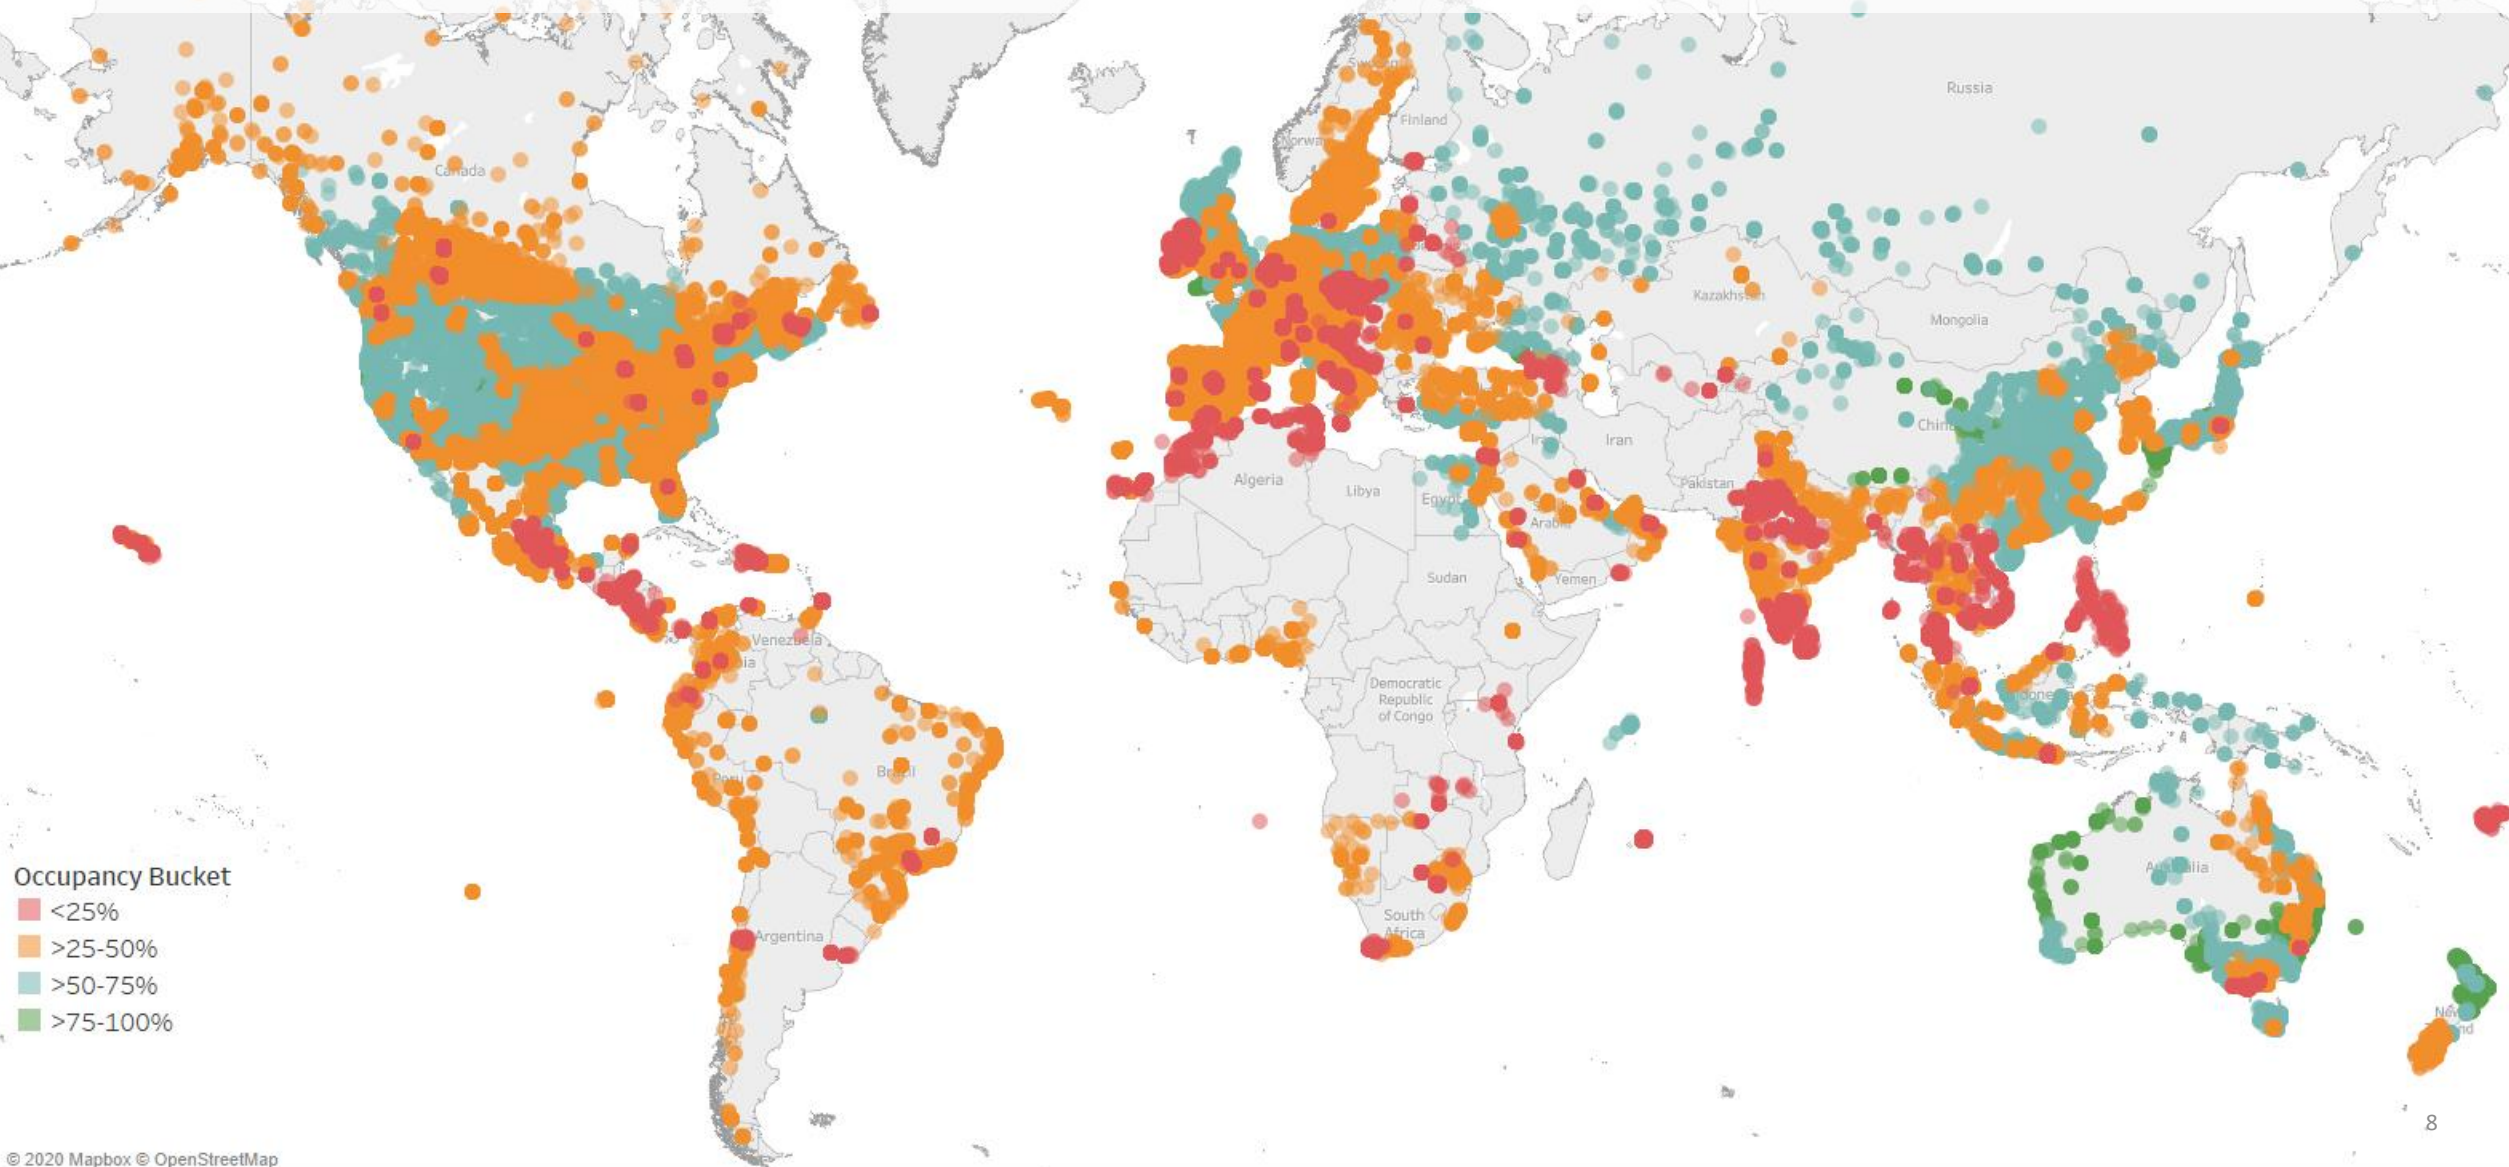 Russia
Finland
Canada
Kazakhstan
Mongolia
China
Iran
Algeria
Libya
Egypt
Pakistan
Sudan
Yemen
Venezuela
Democratic
Republic
of Congo
Peru
Brazil
Australia
South
Africa
Argentina
Occupancy Bucket
<25%
>25-50%
>50-75%
>75-100%
8
© 2020 Mapbox © OpenStreetMap